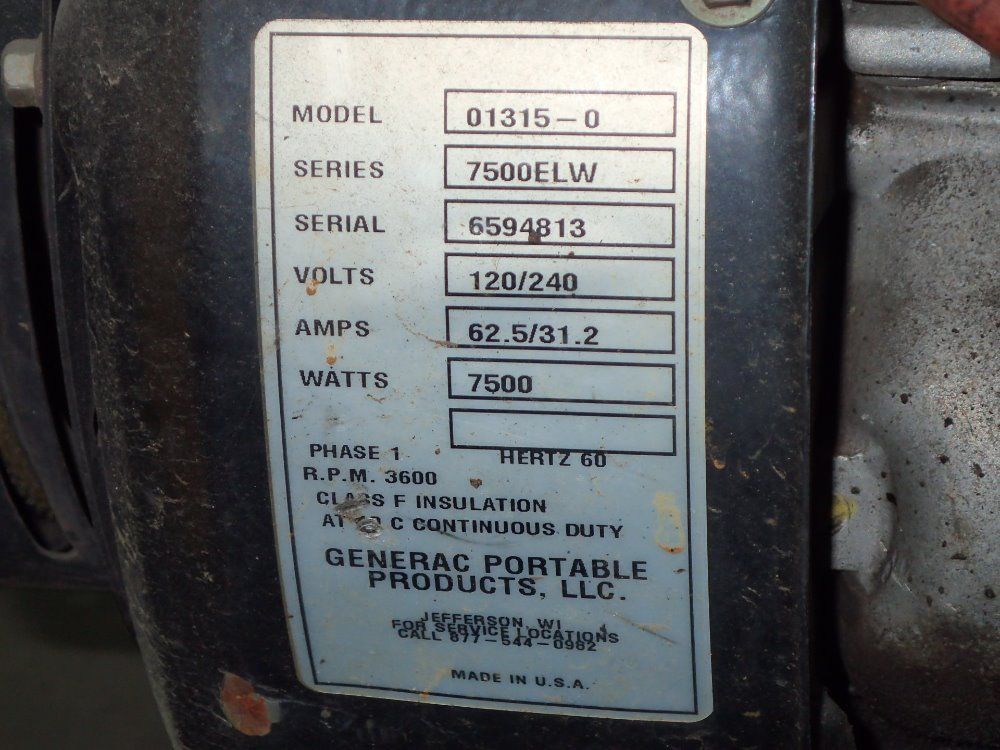 MODEL 01315-0
SERIES 7500ELW
SERIAL 6594813
VOLTS 120/240
AMPS 62.5/31.2
WATTS 7500
PHASE 1 HERTZ 60
R.P.M. 3600
CLASS F INSULATION
AT C CONTINUOUS DUTY
GENERAC PORTABLE
PRODUCTS, LLC.
JEFFERSON, WI
FOR SERVICE LOCATIONS
CALL 877-544-0982
MADE IN U.S.A.